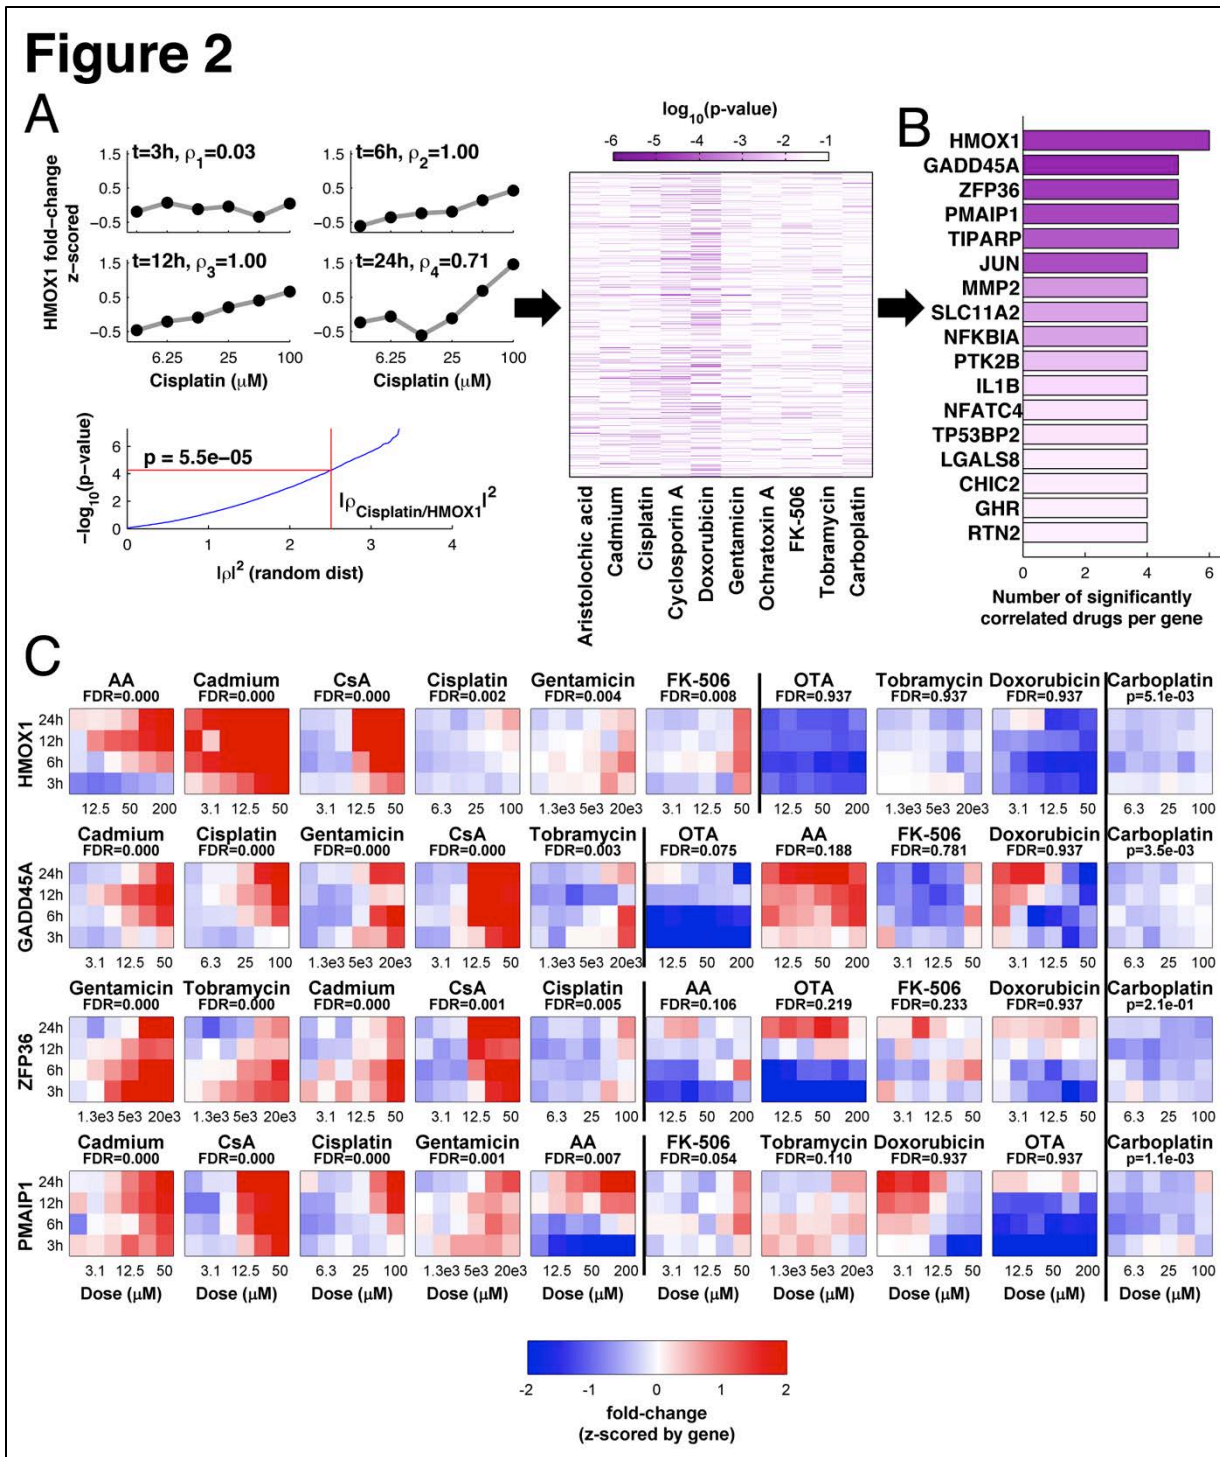 Figure 2
A
HMOX1 fold−change
z−scored
t=3h, ρ1=0.03
t=6h, ρ2=1.00
1.5
0.5
−0.5
1.5
0.5
−0.5
t=12h, ρ3=1.00
t=24h, ρ4=0.71
1.5
0.5
−0.5
1.5
0.5
−0.5
6.25 25 100
6.25 25 100
Cisplatin (μM)
Cisplatin (μM)
−log10(p−value)
6
4
2
0
p = 5.5e−05
|ρCisplatin/HMOX1|²
0 1 2 3 4
|ρ|² (random dist)
log10(p-value)
-6 -5 -4 -3 -2 -1
Aristolochic acid
Cadmium
Cisplatin
Cyclosporin A
Doxorubicin
Gentamicin
Ochratoxin A
FK-506
Tobramycin
Carboplatin
B
HMOX1
GADD45A
ZFP36
PMAIP1
TIPARP
JUN
MMP2
SLC11A2
NFKBIA
PTK2B
IL1B
NFATC4
TP53BP2
LGALS8
CHIC2
GHR
RTN2
0 2 4 6
Number of significantly
correlated drugs per gene
C
AA Cadmium CsA Cisplatin Gentamicin FK-506 OTA Tobramycin Doxorubicin Carboplatin
FDR=0.000 FDR=0.000 FDR=0.000 FDR=0.002 FDR=0.004 FDR=0.008 FDR=0.937 FDR=0.937 FDR=0.937 p=5.1e-03
HMOX1
24h
12h
6h
3h
12.5 50 200 3.1 12.5 50 3.1 12.5 50 6.3 25 100 1.3e3 5e3 20e3 3.1 12.5 50 12.5 50 200 1.3e3 5e3 20e3 3.1 12.5 50 6.3 25 100
Cadmium Cisplatin Gentamicin CsA Tobramycin OTA AA FK-506 Doxorubicin Carboplatin
FDR=0.000 FDR=0.000 FDR=0.000 FDR=0.000 FDR=0.003 FDR=0.075 FDR=0.188 FDR=0.781 FDR=0.937 p=3.5e-03
GADD45A
24h
12h
6h
3h
3.1 12.5 50 6.3 25 100 1.3e3 5e3 20e3 3.1 12.5 50 1.3e3 5e3 20e3 12.5 50 200 12.5 50 200 3.1 12.5 50 3.1 12.5 50 6.3 25 100
Gentamicin Tobramycin Cadmium CsA Cisplatin AA OTA FK-506 Doxorubicin Carboplatin
FDR=0.000 FDR=0.000 FDR=0.000 FDR=0.001 FDR=0.005 FDR=0.106 FDR=0.219 FDR=0.233 FDR=0.937 p=2.1e-01
ZFP36
24h
12h
6h
3h
1.3e3 5e3 20e3 1.3e3 5e3 20e3 3.1 12.5 50 3.1 12.5 50 6.3 25 100 12.5 50 200 12.5 50 200 3.1 12.5 50 3.1 12.5 50 6.3 25 100
Cadmium CsA Cisplatin Gentamicin AA FK-506 Tobramycin Doxorubicin OTA Carboplatin
FDR=0.000 FDR=0.000 FDR=0.000 FDR=0.001 FDR=0.007 FDR=0.054 FDR=0.110 FDR=0.937 FDR=0.937 p=1.1e-03
PMAIP1
24h
12h
6h
3h
3.1 12.5 50 3.1 12.5 50 6.3 25 100 1.3e3 5e3 20e3 12.5 50 200 3.1 12.5 50 1.3e3 5e3 20e3 3.1 12.5 50 12.5 50 200 6.3 25 100
Dose (μM) Dose (μM) Dose (μM) Dose (μM) Dose (μM) Dose (μM) Dose (μM) Dose (μM) Dose (μM) Dose (μM)
-2 -1 0 1 2
fold-change
(z-scored by gene)